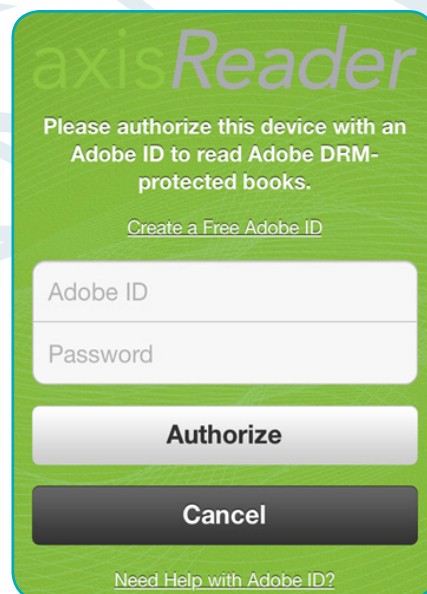 axisReader
Please authorize this device with an
Adobe ID to read Adobe DRM-
protected books.
Create a Free Adobe ID
Adobe ID
Password
Authorize
Cancel
Need Help with Adobe ID?